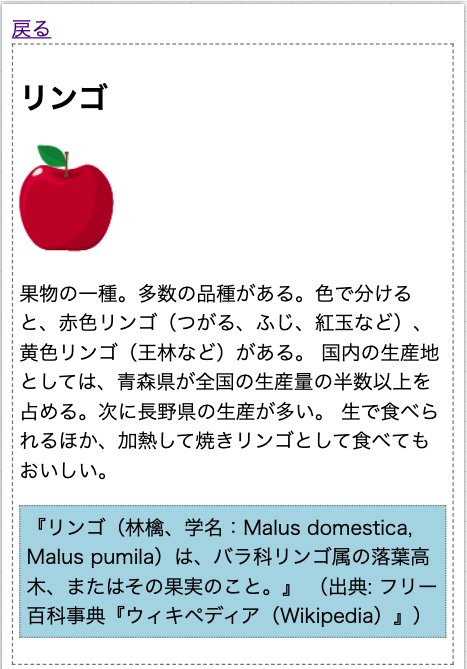 戻る
リンゴ
果物の一種。多数の品種がある。色で分ける
と、赤色リンゴ（つがる、ふじ、紅玉など）、
黄色リンゴ（王林など）がある。 国内の生産地
としては、青森県が全国の生産量の半数以上を
占める。次に長野県の生産が多い。 生で食べら
れるほか、加熱して焼きリンゴとして食べても
おいしい。
『リンゴ（林檎、学名：Malus domestica,
Malus pumila）は、バラ科リンゴ属の落葉高
木、またはその果実のこと。』 （出典: フリー
百科事典『ウィキペディア（Wikipedia）』）